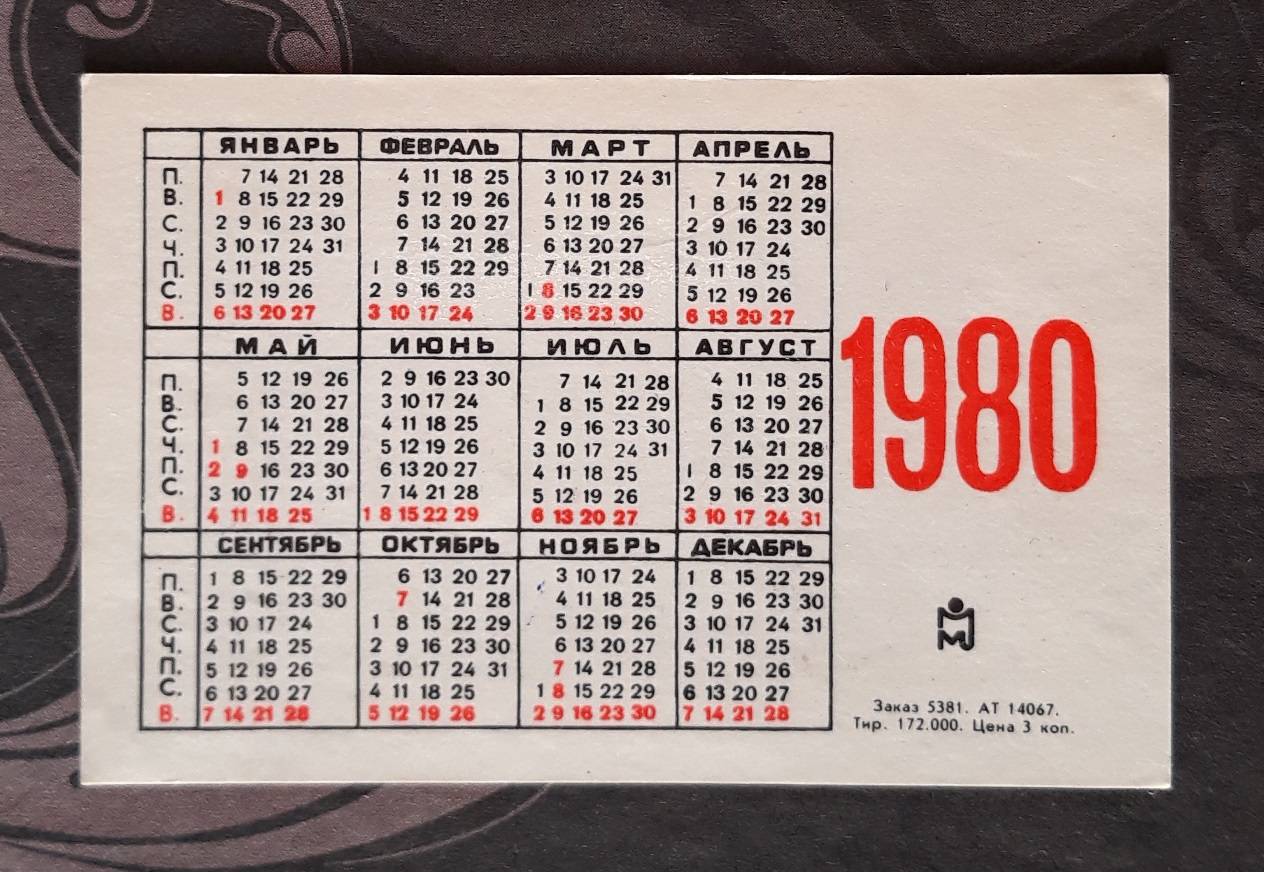 ЯНВАРЬ ФЕВРАЛЬ МАРТ АПРЕЛЬ
П. 7 14 21 28 4 11 18 25 3 10 17 24 31 7 14 21 28
В. 1 8 15 22 29 5 12 19 26 4 11 18 25 1 8 15 22 29
С. 2 9 16 23 30 6 13 20 27 5 12 19 26 2 9 16 23 30
Ч. 3 10 17 24 31 7 14 21 28 6 13 20 27 3 10 17 24
П. 4 11 18 25 1 8 15 22 29 7 14 21 28 4 11 18 25
С. 5 12 19 26 2 9 16 23 1 8 15 22 29 5 12 19 26
В. 6 13 20 27 3 10 17 24 2 9 16 23 30 6 13 20 27
МАЙ ИЮНЬ ИЮЛЬ АВГУСТ
П. 5 12 19 26 2 9 16 23 30 7 14 21 28 4 11 18 25
В. 6 13 20 27 3 10 17 24 1 8 15 22 29 5 12 19 26
С. 7 14 21 28 4 11 18 25 2 9 16 23 30 6 13 20 27
Ч. 1 8 15 22 29 5 12 19 26 3 10 17 24 31 7 14 21 28
П. 2 9 16 23 30 6 13 20 27 4 11 18 25 1 8 15 22 29
С. 3 10 17 24 31 7 14 21 28 5 12 19 26 2 9 16 23 30
В. 4 11 18 25 1 8 15 22 29 6 13 20 27 3 10 17 24 31
СЕНТЯБРЬ ОКТЯБРЬ НОЯБРЬ ДЕКАБРЬ
П. 1 8 15 22 29 6 13 20 27 3 10 17 24 1 8 15 22 29
В. 2 9 16 23 30 7 14 21 28 4 11 18 25 2 9 16 23 30
С. 3 10 17 24 1 8 15 22 29 5 12 19 26 3 10 17 24 31
Ч. 4 11 18 25 2 9 16 23 30 6 13 20 27 4 11 18 25
П. 5 12 19 26 3 10 17 24 31 7 14 21 28 5 12 19 26
С. 6 13 20 27 4 11 18 25 1 8 15 22 29 6 13 20 27
В. 7 14 21 28 5 12 19 26 2 9 16 23 30 7 14 21 28
1980
Заказ 5381. АТ 14067.
Тир. 172.000. Цена 3 коп.